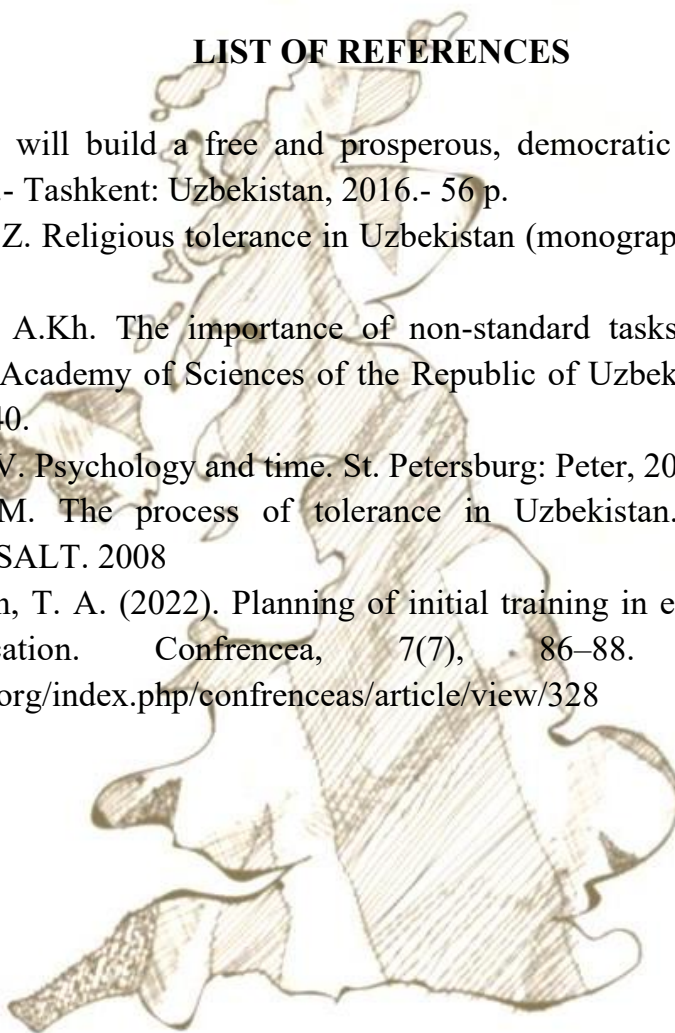 LIST OF REFERENCES
will build a free and prosperous, democratic
.- Tashkent: Uzbekistan, 2016.- 56 p.
Z. Religious tolerance in Uzbekistan (monograp
A.Kh. The importance of non-standard tasks
Academy of Sciences of the Republic of Uzbek
40.
V. Psychology and time. St. Petersburg: Peter, 20
M. The process of tolerance in Uzbekistan.
SALT. 2008
n, T. A. (2022). Planning of initial training in e
cation. Confrencea, 7(7), 86–88.
org/index.php/confrenceas/article/view/328